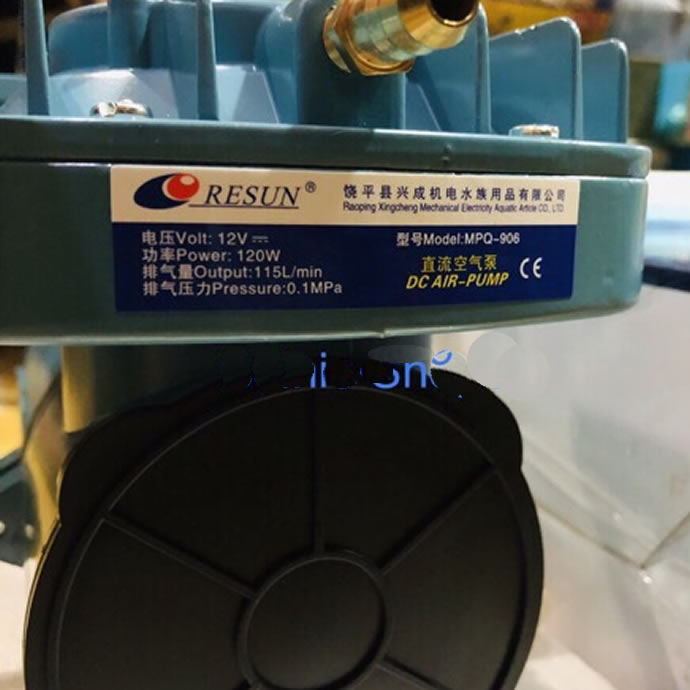 RESUN®
饶平县兴成机电水族用品有限公司
Raoping Xingcheng Mechanical Electricity Aquatic Article CO., LTD.
电压Volt: 12V ⎓
功率Power: 120W
排气量Output:115L/min
排气压力Pressure:0.1MPa
型号Model:MPQ-906
直流空气泵
DC AIR-PUMP
CE